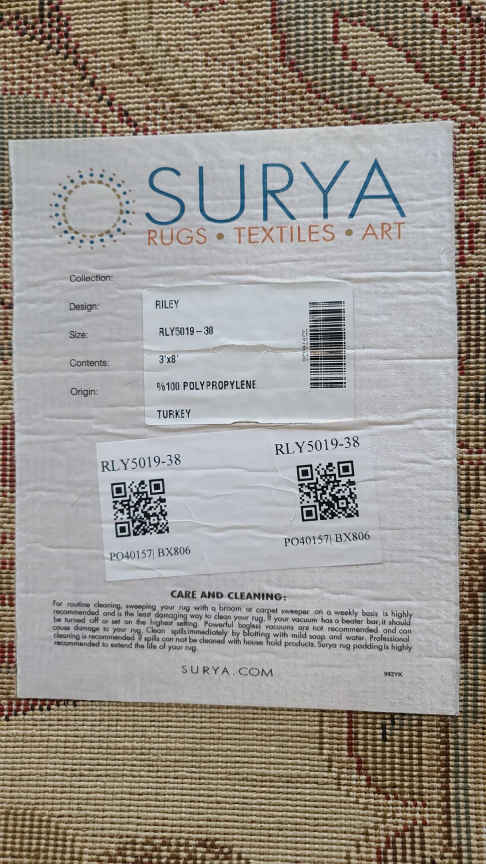 SURYA
RUGS • TEXTILES • ART
Collection:
RILEY
Design:
RLY5019-38
Size:
3'x8'
Contents:
%100 POLYPROPYLENE
Origin:
TURKEY
RLY5019-38
RLY5019-38
PO40157| BX806
PO40157| BX806
CARE AND CLEANING:
For routine cleaning, sweeping your rug with a broom or carpet sweeper on a weekly basis is highly
recommended and is the least damaging way to clean your rug. If your vacuum has a beater bar, it should
be turned off or set on the highest setting. Powerful bagless vacuums are not recommended and can
cause damage to your rug. Clean spills immediately by blotting with mild soap and water. Professional
cleaning is recommended if spills can not be cleaned with house hold products. Surya rug padding is highly
recommended to extend the life of your rug.
SURYA.COM